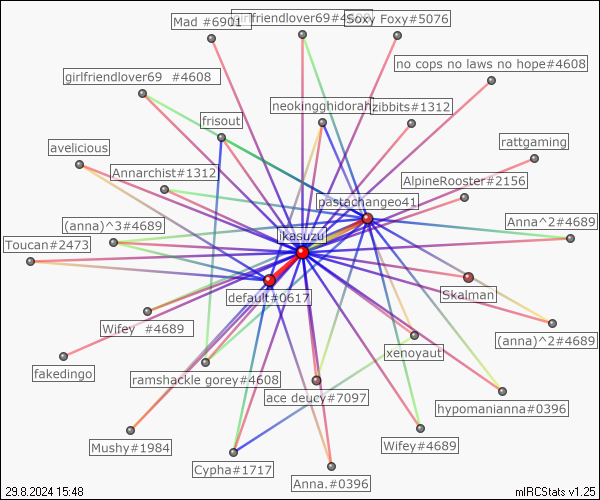 Mad #6901
girlfriendlover69#4608
Soxy Foxy#5076
no cops no laws no hope#4608
girlfriendlover69  #4608
neokingghidorah
zibbits#1312
frisout
rattgaming
avelicious
Annarchist#1312
AlpineRooster#2156
pastachangeo41
Anna^2#4689
(anna)^3#4689
ikasuzu
Toucan#2473
Skalman
default#0617
Wifey  #4689
(anna)^2#4689
xenoyaut
fakedingo
ramshackle gorey#4608
ace deucy#7097
hypomanianna#0396
Mushy#1984
Wifey#4689
Cypha#1717
Anna.#0396
29.8.2024 15:48
mIRCStats v1.25